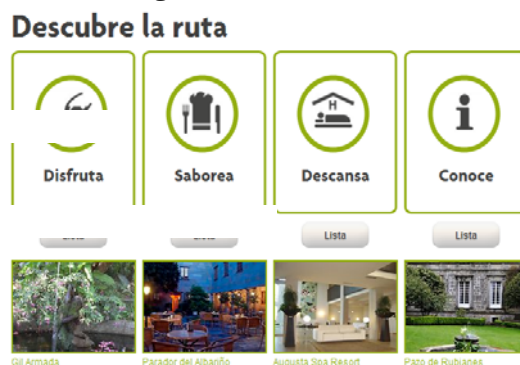 Descubre la ruta
H
Disfruta
Saborea
Descansa
Conoce
Lista
Lista
Gil Armada
Parador del Albariño
Augusta Spa Resort
Pazo de Rubianes